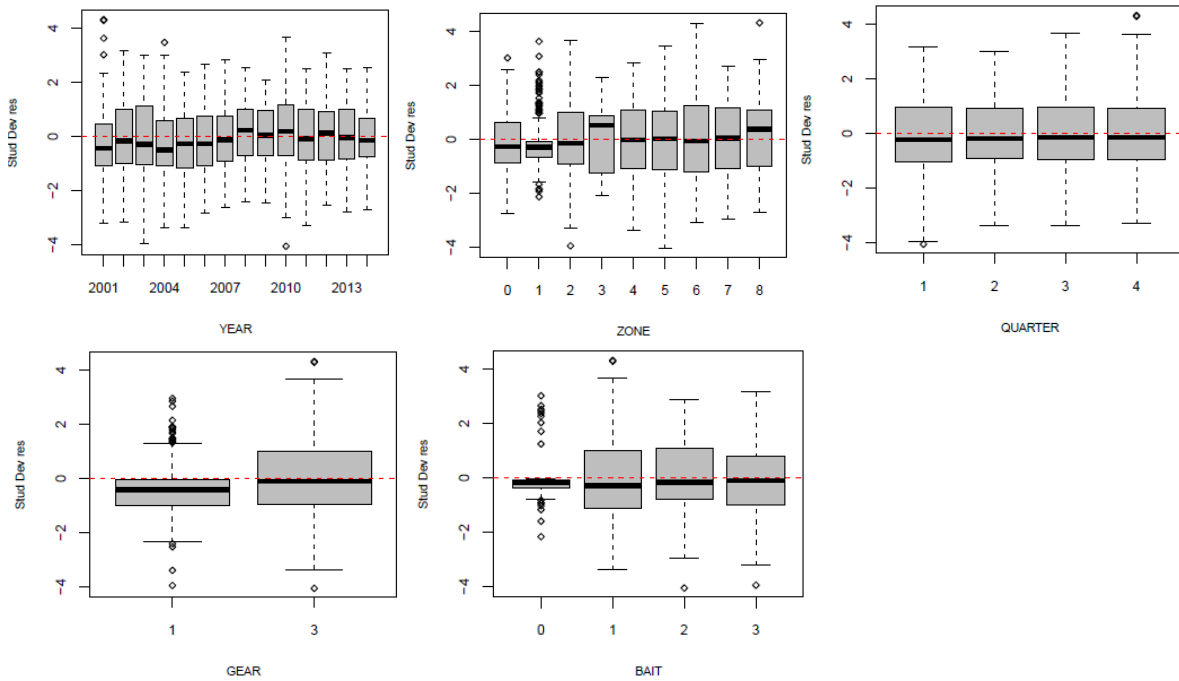 Stud Dev res
4
2
0
−2
−4
2001 2004 2007 2010 2013
YEAR
Stud Dev res
4
2
0
−2
−4
0 1 2 3 4 5 6 7 8
ZONE
Stud Dev res
4
2
0
−2
−4
1 2 3 4
QUARTER
Stud Dev res
4
2
0
−2
−4
1 3
GEAR
Stud Dev res
4
2
0
−2
−4
0 1 2 3
BAIT